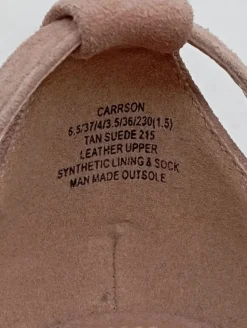 CARRSON
6.5/37/4/3.5/36/230(1.5)
TAN SUEDE 215
LEATHER UPPER
SYNTHETIC LINING & SOCK
MAN MADE OUTSOLE